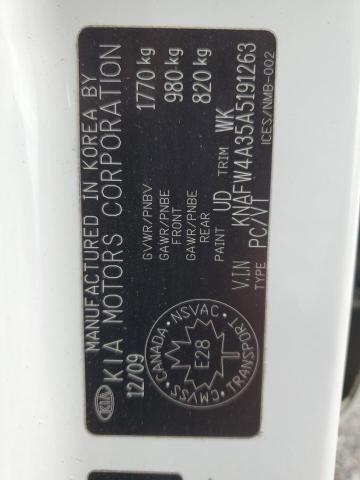 MANUFACTURED IN KOREA BY
KIA MOTORS CORPORATION
KIA
12/09
GVWR/PNBV 1770 kg
GAWR/PNBE FRONT 980 kg
GAWR/PNBE REAR 820 kg
PAINT UD TRIM WK
V.I.N KNAFW4A35A5191263
TYPE PC/VT
ICES/NMB-002
CANADA · NSVAC · TRANSPORT · CMVSS
E28